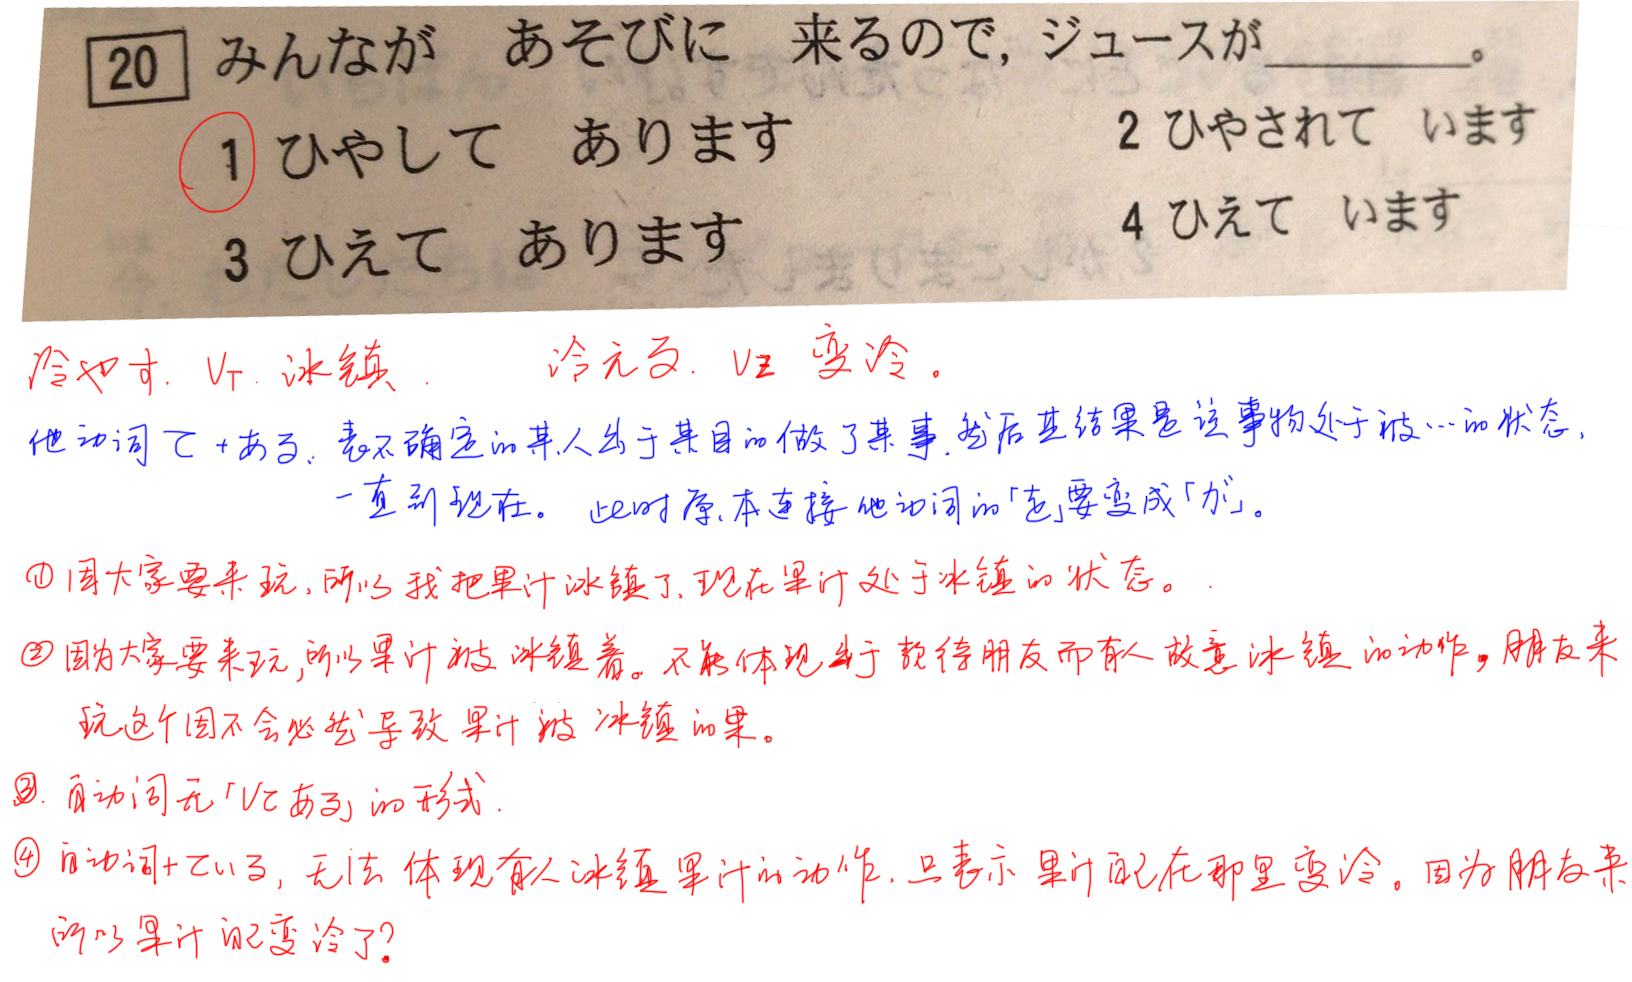 20 みんなが あそびに 来るので, ジュースが________。
1 ひやして あります 2 ひやされて います
3 ひえて あります 4 ひえて います
冷やす. VT. 冰镇. 冷える. VI 变冷。
他动词て+ある. 表不确定的某人出于某目的做了某事.然后其结果是该事物处于被…的状态,
一直到现在。 此时原本连接他动词的「を」要变成「が」。
① 因大家要来玩,所以我把果汁冰镇了.现在果汁处于冰镇的状态。.
② 因为大家要来玩,所以果汁被冰镇着。不能体现出于款待朋友而有人故意冰镇的动作。朋友来
玩这个因不会必然导致果汁被冰镇的果。
③. 自动词无「Vてある」的形式.
④ 自动词+ている, 无法体现有人冰镇果汁的动作.只表示果汁自己在那里变冷。因为朋友来
所以果汁自己变冷了?